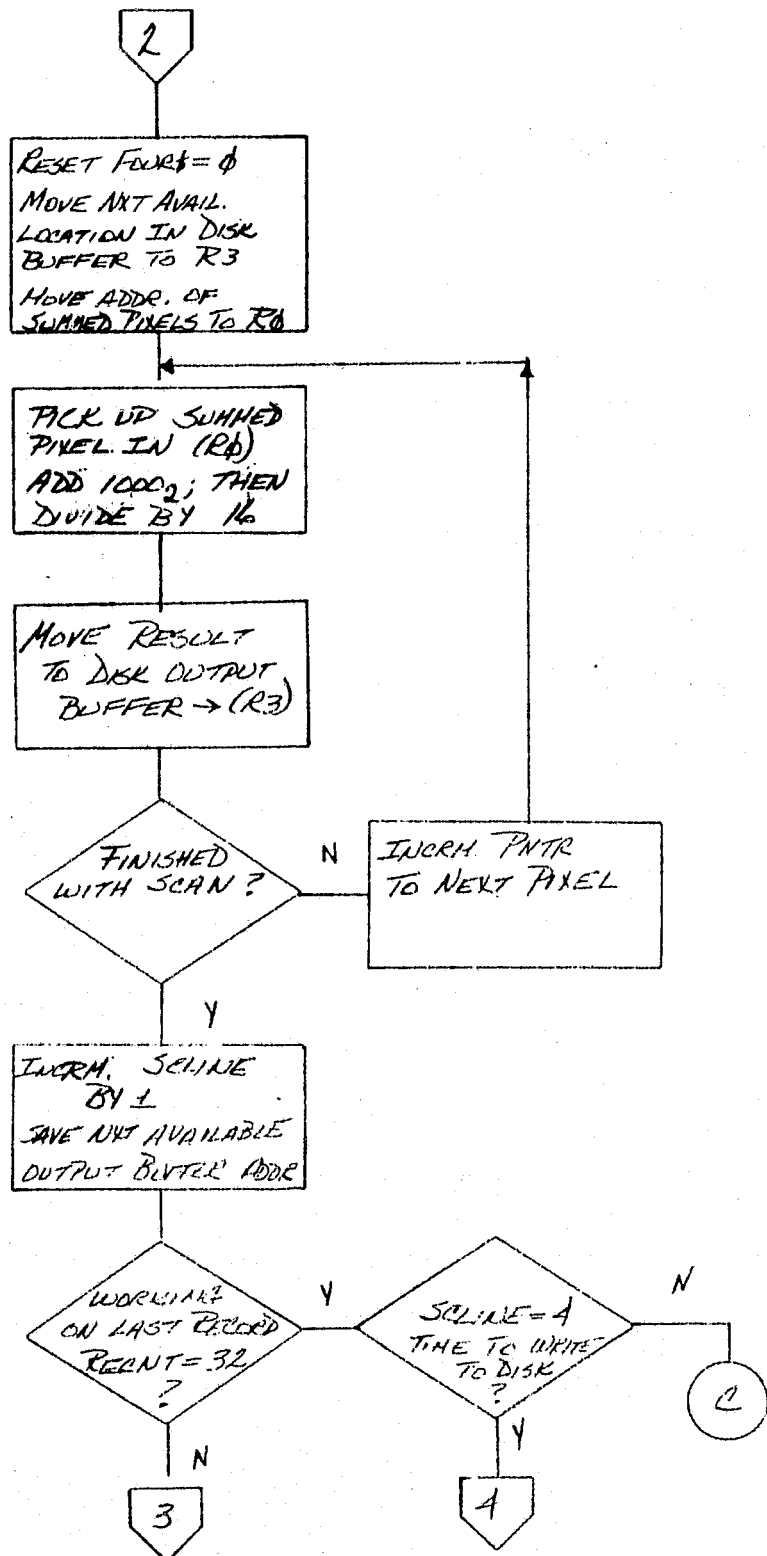 2
RESET FOUR$ = Ø
MOVE NXT AVAIL.
LOCATION IN DISK
BUFFER TO R3
MOVE ADDR. OF
SUMMED PIXELS TO RØ
PICK UP SUMMED
PIXEL IN (RØ)
ADD 1000₂; THEN
DIVIDE BY 16
MOVE RESULT
TO DISK OUTPUT
BUFFER → (R3)
FINISHED
WITH SCAN?
N
INCRM. PNTR
TO NEXT PIXEL
Y
INCRM. SCLINE
BY 1
SAVE NXT AVAILABLE
OUTPUT BUFFER ADDR
WORKING
ON LAST RECORD
RECNT = 32
?
Y
SCLINE = 4
TIME TO WRITE
TO DISK
?
N
C
N
3
Y
4